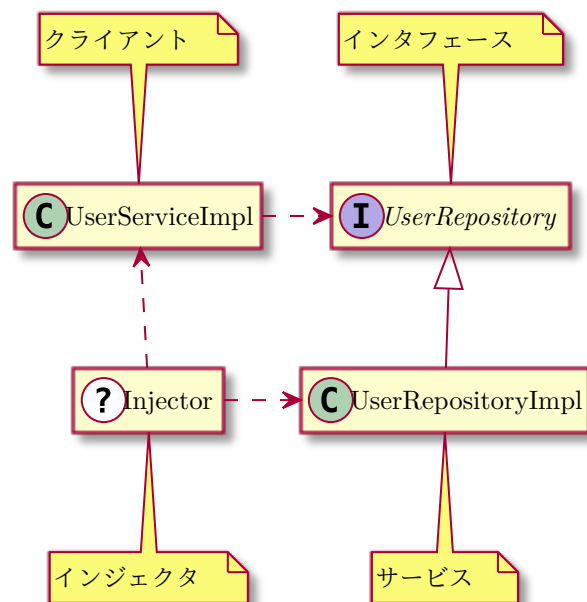 クライアント
インタフェース
C UserServiceImpl
I UserRepository
? Injector
C UserRepositoryImpl
インジェクタ
サービス